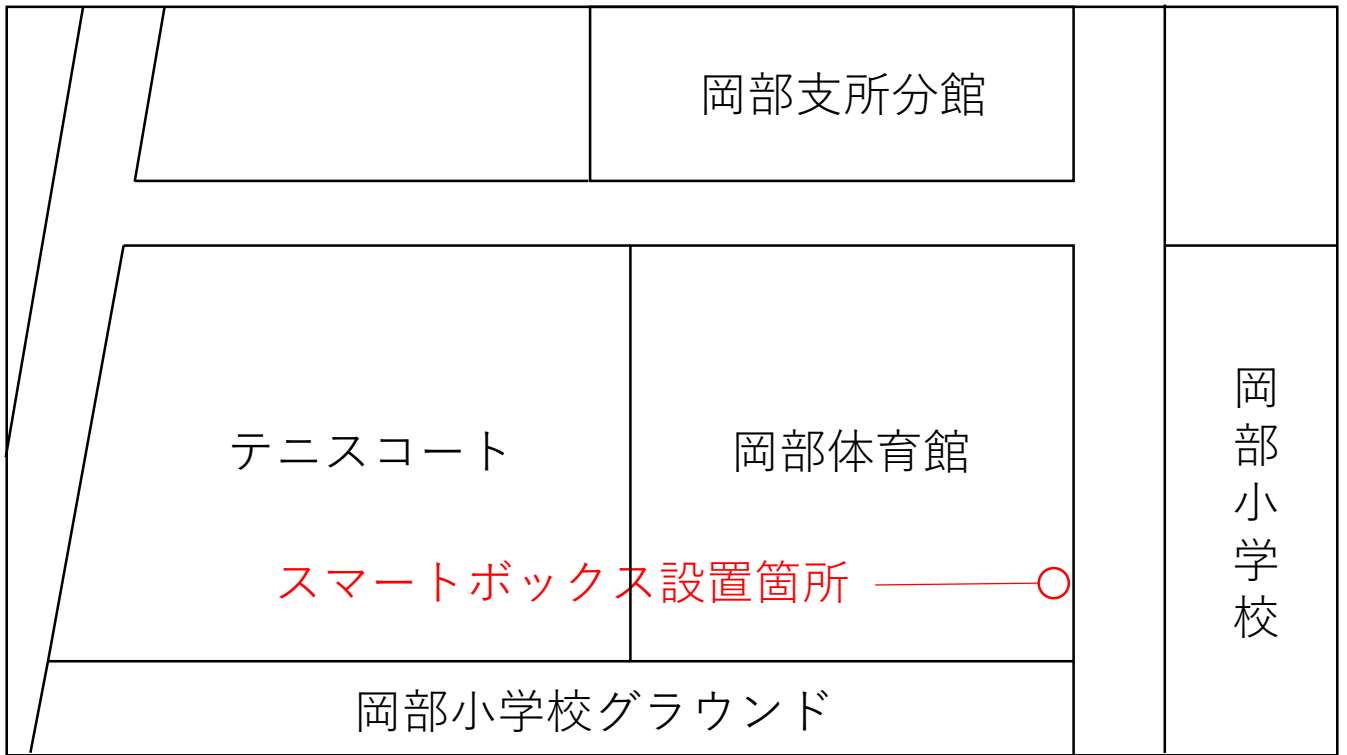 岡部支所分館
テニスコート
岡部体育館
岡部小学校
スマートボックス設置箇所
岡部小学校グラウンド